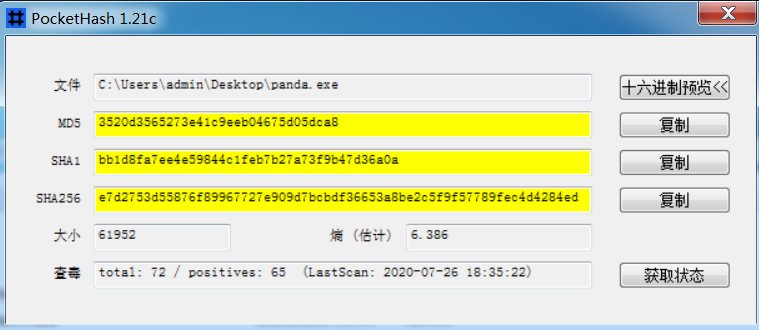 PocketHash 1.21c
文件 C:\Users\admin\Desktop\panda.exe 十六进制预览<<
MD5 3520d3565273e41c9eeb04675d05dca8 复制
SHA1 bb1d8fa7ee4e59844c1feb7b27a73f9b47d36a0a 复制
SHA256 e7d2753d55876f89967727e909d7bcbdf36653a8be2c5f9f57789fec4d4284ed 复制
大小 61952 熵 (估计) 6.386
查毒 total: 72 / positives: 65 (LastScan: 2020-07-26 18:35:22) 获取状态